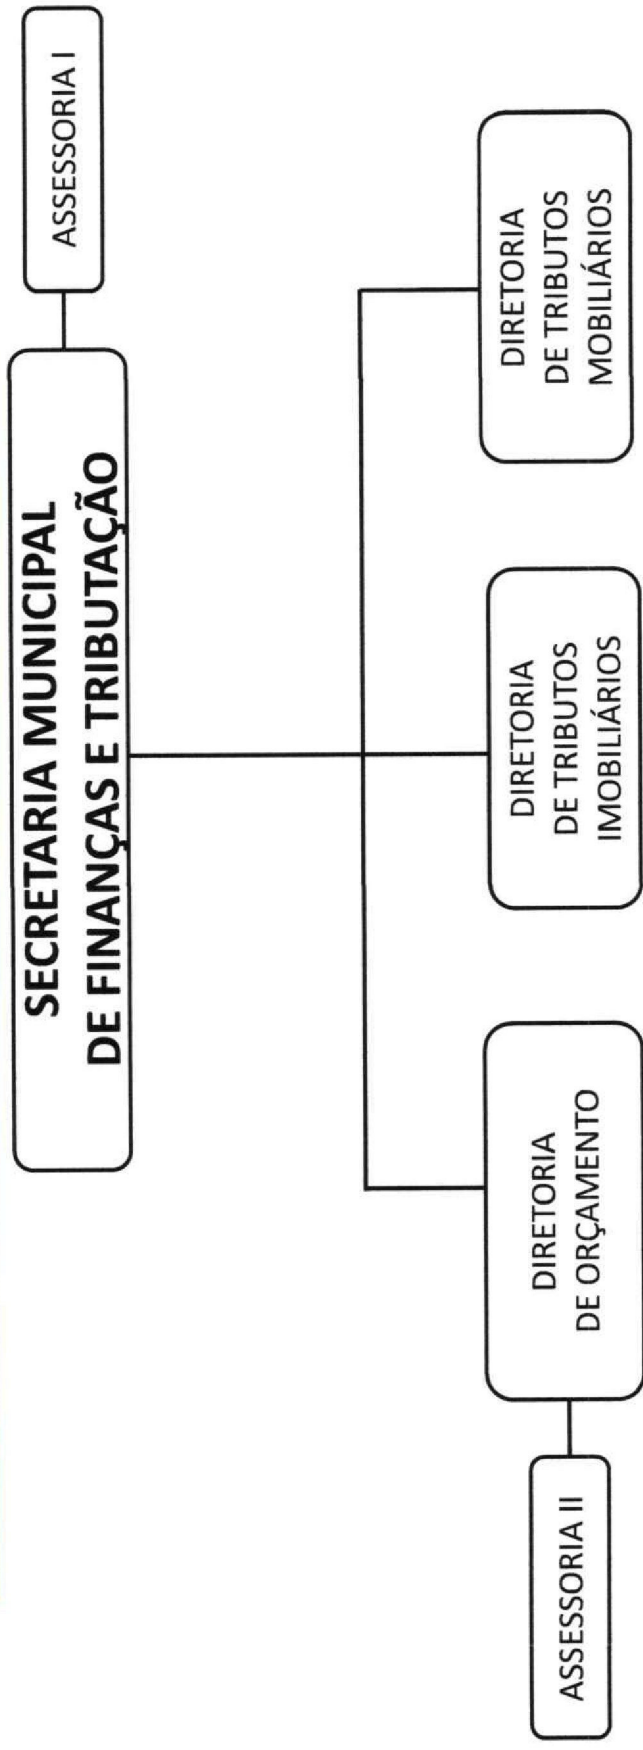 SECRETARIA MUNICIPAL
DE FINANÇAS E TRIBUTAÇÃO
ASSESSORIA I
ASSESSORIA II
DIRETORIA
DE ORÇAMENTO
DIRETORIA
DE TRIBUTOS
IMOBILIÁRIOS
DIRETORIA
DE TRIBUTOS
MOBILIÁRIOS